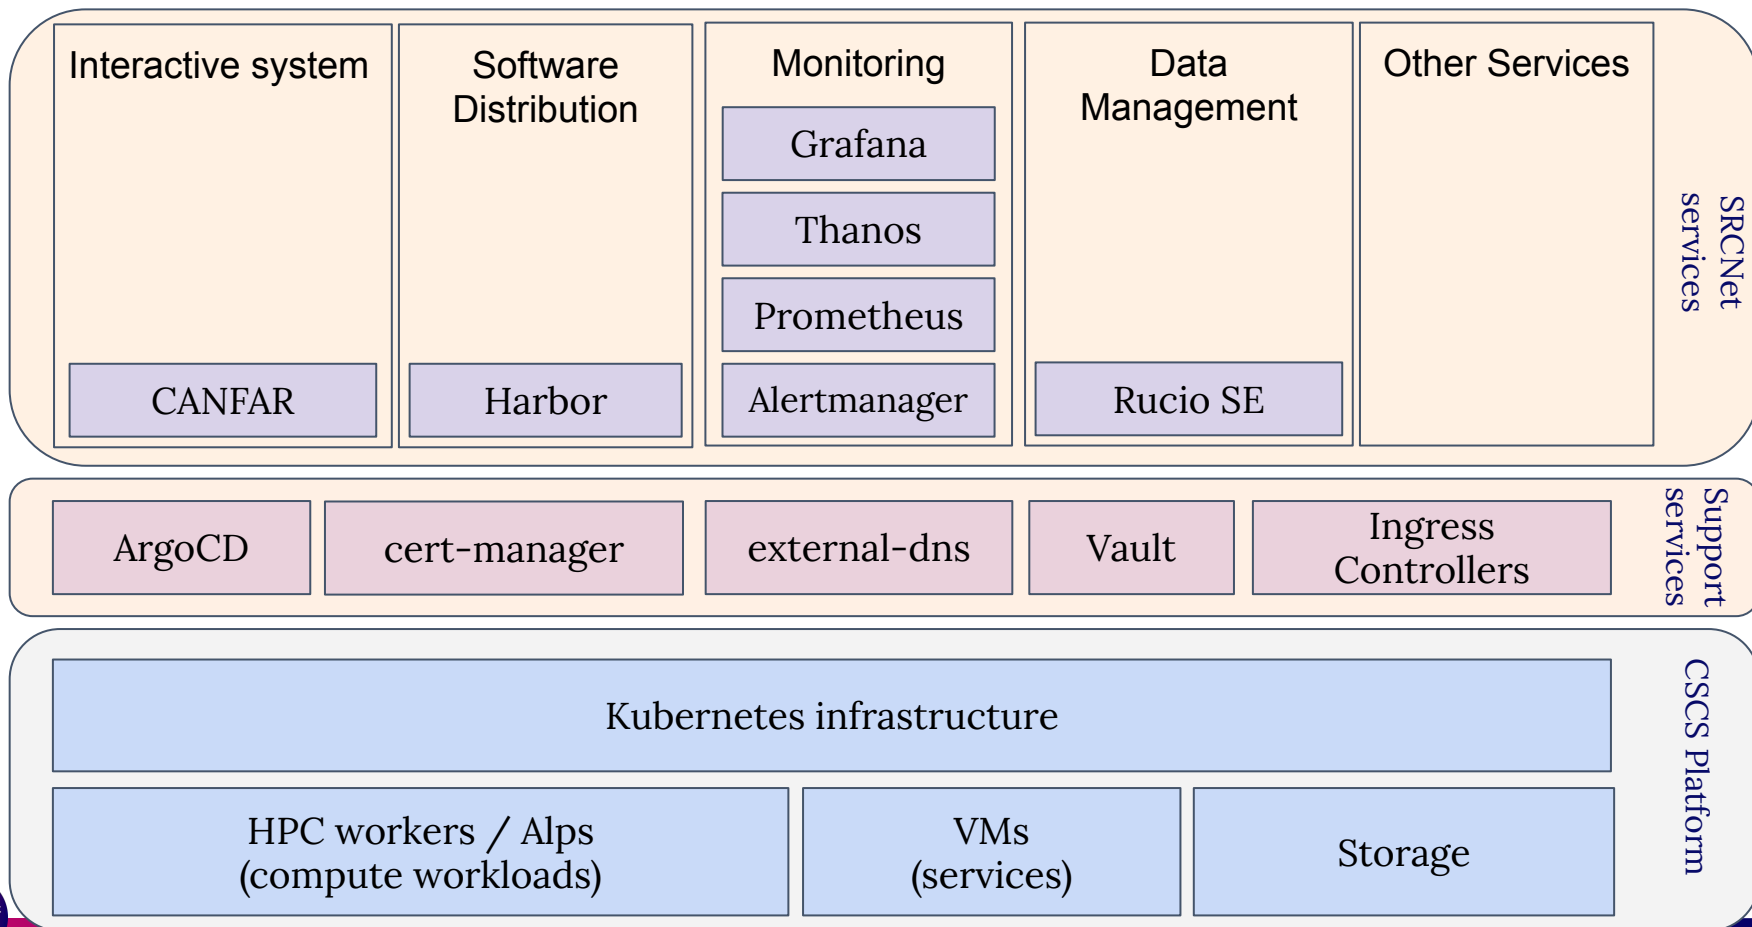 Interactive system
Software
Distribution
Monitoring
Grafana
Thanos
Prometheus
Alertmanager
Data
Management
Other Services
CANFAR
Harbor
Rucio SE
SRCNet
services
ArgoCD
cert-manager
external-dns
Vault
Ingress
Controllers
Support
services
Kubernetes infrastructure
HPC workers / Alps
(compute workloads)
VMs
(services)
Storage
CSCS Platform